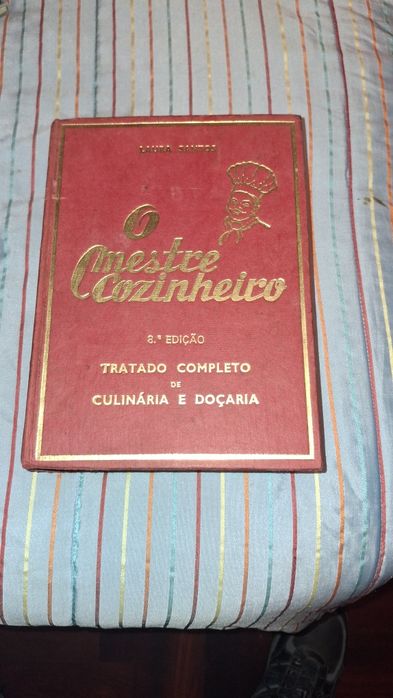 LAURA SANTOS
O
mestre
Cozinheiro
8.ª EDIÇÃO
TRATADO COMPLETO
DE
CULINÁRIA E DOÇARIA